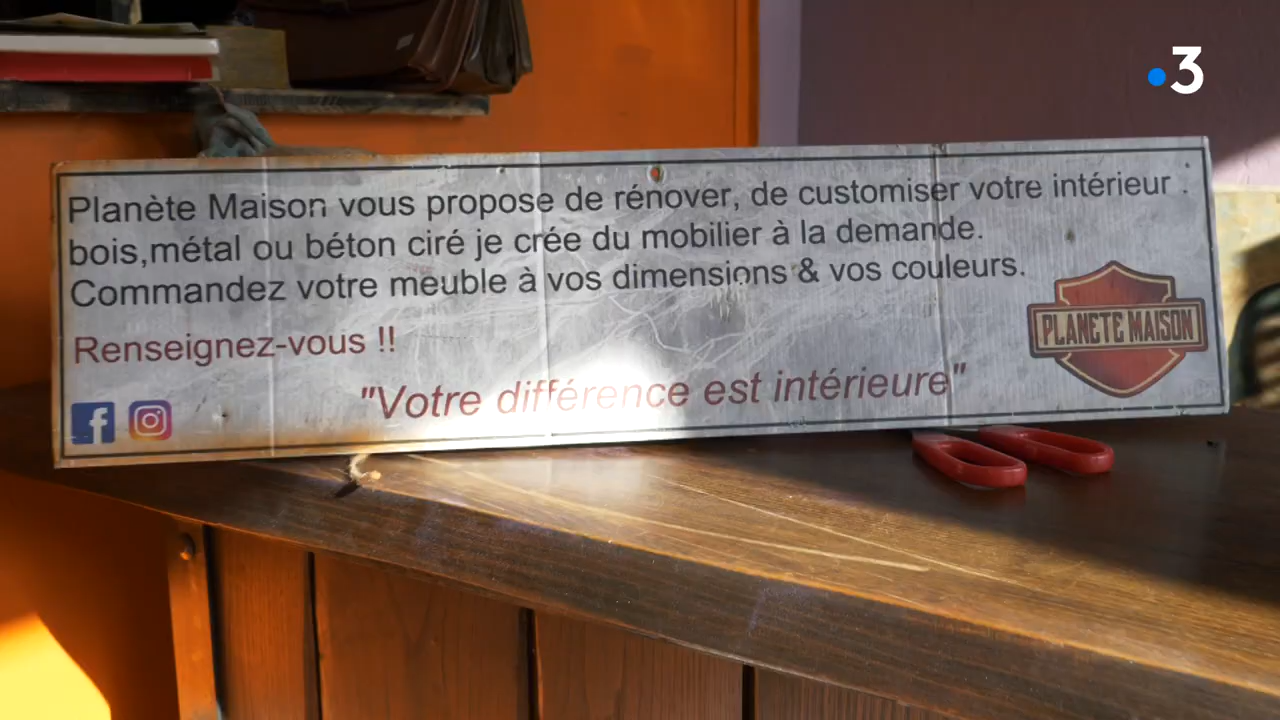 3
Planète Maison vous propose de rénover, de customiser votre intérieur .
bois,métal ou béton ciré je crée du mobilier à la demande.
Commandez votre meuble à vos dimensions & vos couleurs.
Renseignez-vous !!
"Votre différence est intérieure"
PLANETE MAISON
f